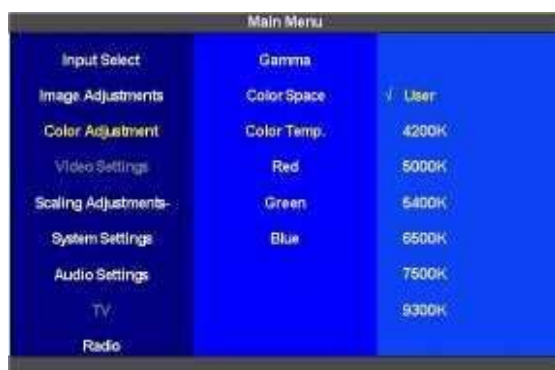 Main Menu
Input Select
Image Adjustments
Color Adjustment
Video Settings
Scaling Adjustments-
System Settings
Audio Settings
TV
Radio
Gamma
Color Space
Color Temp.
Red
Green
Blue
√ User
4200K
5000K
5400K
6500K
7500K
9300K